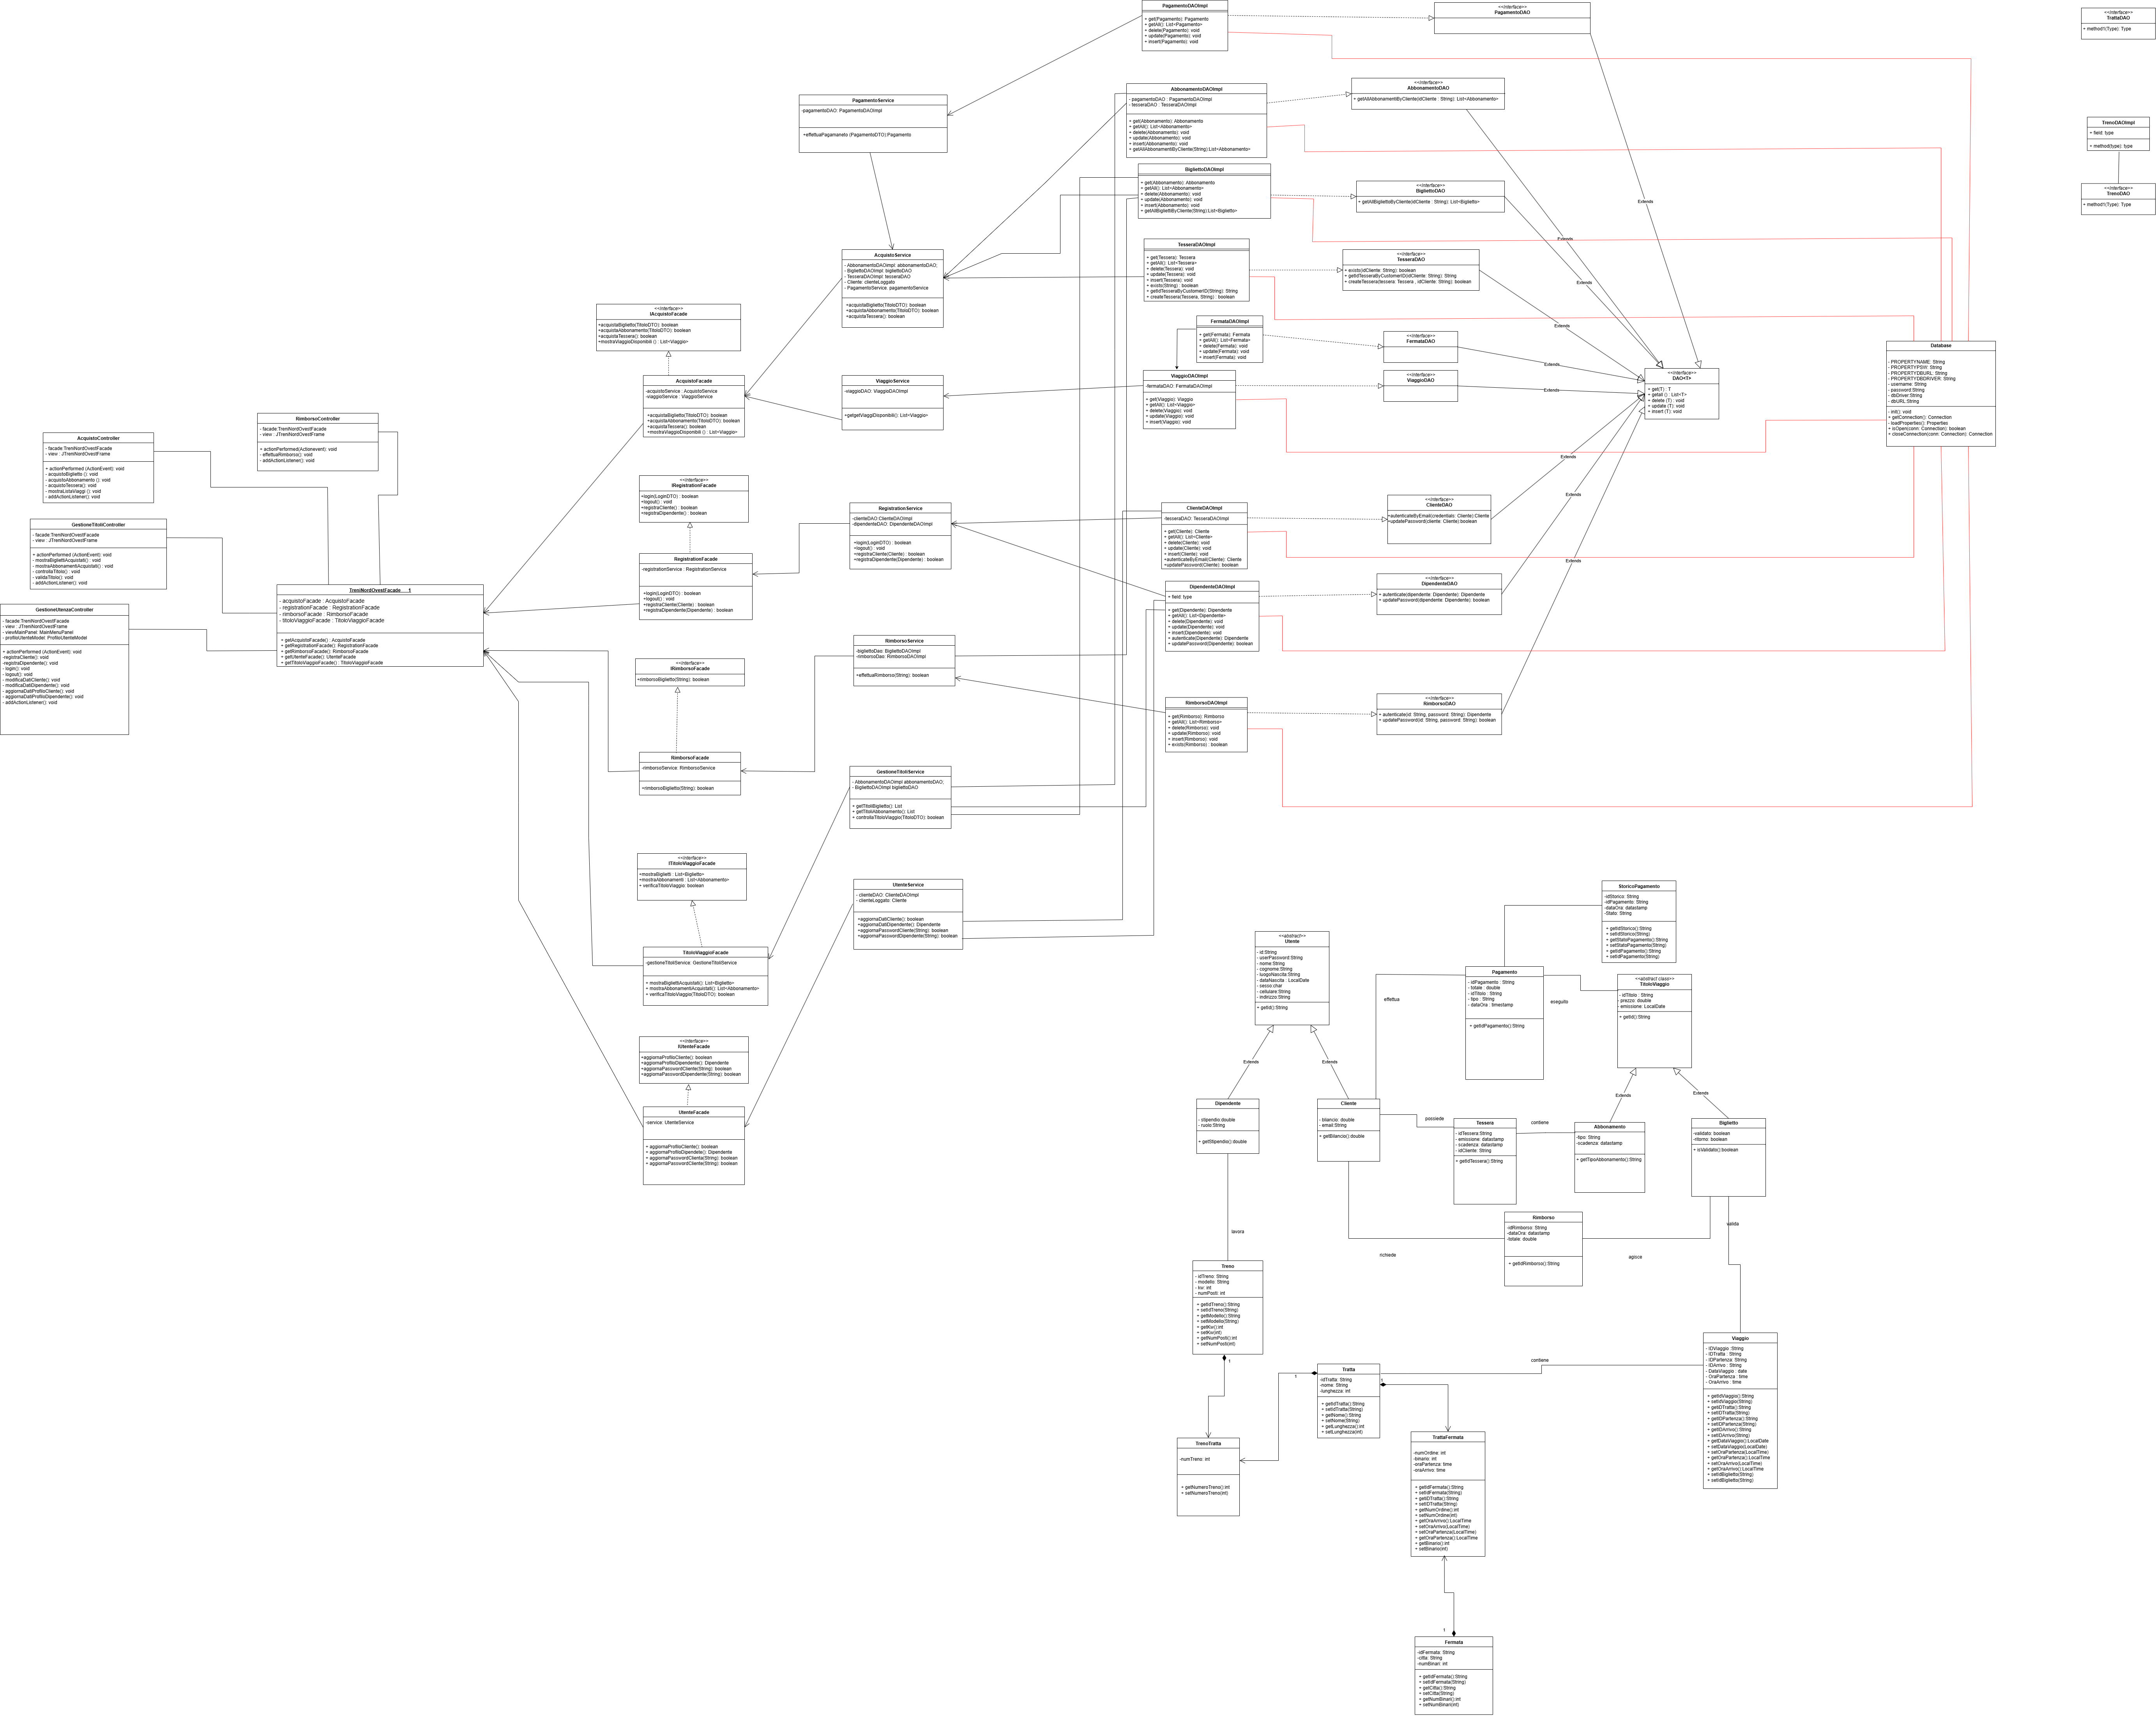 PagamentoDAOImpl
+ get(Pagamento): Pagamento
+ getAll(): List<Pagamento>
+ delete(Pagamento): void
+ update(Pagamento): void
+ insert(Pagamento): void
<<interface>>
PagamentoDAO
<<interface>>
TrattaDAO
+ method1(Type): Type
PagamentoService
-pagamentoDAO: PagamentoDAOImpl
+effettuaPagamaneto (PagamentoDTO):Pagamento
AbbonamentoDAOImpl
- pagamentoDAO : PagamentoDAOImpl
- tesseraDAO : TesseraDAOImpl
+ get(Abbonamento): Abbonamento
+ getAll(): List<Abbonamento>
+ delete(Abbonamento): void
+ update(Abbonamento): void
+ insert(Abbonamento): void
+ getAllAbbonamentiByCliente(String):List<Abbonamento>
<<interface>>
AbbonamentoDAO
+ getAllAbbonamentiByCliente(idCliente : String): List<Abbonamento>
TrenoDAOImpl
+ field: type
+ method(type): type
<<interface>>
TrenoDAO
+ method1(Type): Type
BigliettoDAOImpl
+ get(Abbonamento): Abbonamento
+ getAll(): List<Abbonamento>
+ delete(Abbonamento): void
+ update(Abbonamento): void
+ insert(Abbonamento): void
+ getAllBigliettiByCliente(String):List<Biglietto>
<<interface>>
BigliettoDAO
+ getAllBigliettoByCliente(idCliente : String): List<Biglietto>
Extends
Extends
Extends
Extends
Extends
Extends
AcquistoService
- AbbonamentoDAOImpl: abbonamentoDAO;
- BigliettoDAOImpl: bigliettoDAO
- TesseraDAOImpl: tesseraDAO
- Cliente: clienteLoggato
- PagamentoService: pagamentoService
+acquistaBiglietto(TitoloDTO): boolean
+acquistaAbbonamento(TitoloDTO): boolean
+acquistaTessera(): boolean
TesseraDAOImpl
+ get(Tessera): Tessera
+ getAll(): List<Tessera>
+ delete(Tessera): void
+ update(Tessera): void
+ insert(Tessera): void
+ exists(String) : boolean
+ getIdTesseraByCustomerID(String): String
+ createTessera(Tessera, String) : boolean
<<interface>>
TesseraDAO
+ exists(idCliente: String): boolean
+ getIdTesseraByCustomerID(idCliente: String): String
+ createTessera(tessera: Tessera , idCliente: String): boolean
<<interface>>
IAcquistoFacade
+acquistaBiglietto(TitoloDTO): boolean
+acquistaAbbonamento(TitoloDTO): boolean
+acquistaTessera(): boolean
+mostraViaggioDisponibili () : List<Viaggio>
FermataDAOImpl
+ get(Fermata): Fermata
+ getAll(): List<Fermata>
+ delete(Fermata): void
+ update(Fermata): void
+ insert(Fermata): void
<<interface>>
FermataDAO
ViaggioDAOImpl
-fermataDAO: FermataDAOImpl
+ get(Viaggio): Viaggio
+ getAll(): List<Viaggio>
+ delete(Viaggio): void
+ update(Viaggio): void
+ insert(Viaggio): void
<<interface>>
ViaggioDAO
<<interface>>
DAO<T>
+ get(T) : T
+ getall () : List<T>
+ delete (T) : void
+ update (T): void
+ insert (T): void
Database
- PROPERTYNAME: String
- PROPERTYPSW: String
- PROPERTYDBURL: String
- PROPERTYDBDRIVER: String
- username: String
- password:String
- dbDriver:String
- dbURL:String
- init(): void
+ getConnection(): Connection
- loadProperties(): Properties
+ isOpen(conn: Connection): boolean
+ closeConnection(conn: Connection): Connection
AcquistoFacade
-acquistoService : AcquistoService
-viaggioService : ViaggioService
+acquistaBiglietto(TitoloDTO): boolean
+acquistaAbbonamento(TitoloDTO): boolean
+acquistaTessera(): boolean
+mostraViaggioDisponibili () : List<Viaggio>
ViaggioService
-viaggioDAO: ViaggioDAOImpl
+getgetViaggiDisponibili(): List<Viaggio>
RimborsoController
- facade:TreniNordOvestFacade
- view : JTreniNordOvestFrame
+ actionPerformed(Actionevent): void
- effettuaRimborso(): void
- addActionListener(): void
AcquistoController
- facade:TreniNordOvestFacade
- view : JTreniNordOvestFrame
+ actionPerformed (ActionEvent): void
- acquistoBiglietto (): void
- acquistoAbbonamento (): void
- acquistoTessera(): void
- mostraListaViaggi (): void
- addActionListener(): void
GestioneTitoliController
- facade:TreniNordOvestFacade
- view: JTreniNordOvestFrame
+ actionPerformed (ActionEvent): void
- mostraBigliettiAcquistati(): void
- mostraAbbonamentiAcquistati(): void
- controllaTitolo(): void
- validaTitolo(): void
- addActionListener(): void
GestioneUtenzaController
- facade:TreniNordOvestFacade
- view : JTreniNordOvestFrame
- viewMainPanel: MainMenuPanel
- profiloUtenteModel: ProfiloUtenteModel
+ actionPerformed (ActionEvent): void
-registraCliente(): void
-registraDipendente(): void
- login(): void
- logout(): void
- modificaDatiCliente(): void
- modificaDatiDipendente(): void
- aggiornaDatiProfiloCliente(): void
- aggiornaDatiProfiloDipendente(): void
- addActionListener(): void
TreniNordOvestFacade 1
- acquistoFacade : AcquistoFacade
- registrationFacade : RegistrationFacade
- rimborsoFacade : RimborsoFacade
- titoloViaggioFacade : TitoloViaggioFacade
+ getAcquistoFacade() : AcquistoFacade
+ getRegistrationFacade(): RegistrationFacade
+ getRimborsoFacade(): RimborsoFacade
+ getUtenteFacade(): UtenteFacade
+ getTitoloViaggioFacade(): TitoloViaggioFacade
<<interface>>
IRegistrationFacade
+login(LoginDTO) : boolean
+logout() : void
+registraCliente() : boolean
+registraDipendente(): boolean
RegistrationFacade
-registrationService : RegistrationService
+login(LoginDTO) : boolean
+logout() : void
+registraCliente(Cliente) : boolean
+registraDipendente(Dipendente) : boolean
RegistrationService
-clienteDAO:ClienteDAOImpl
-dipendenteDAO: DipendenteDAOImpl
+login(LoginDTO) : boolean
+logout() : void
+registraCliente(Cliente) : boolean
+registraDipendente(Dipendente) : boolean
ClienteDAOImpl
-tesseraDAO: TesseraDAOImpl
+ get(Cliente): Cliente
+ getAll(): List<Cliente>
+ delete(Cliente): void
+ update(Cliente): void
+ insert(Cliente): void
+autenticateByEmail(Cliente): Cliente
+updatePassword(Cliente): boolean
Extends
<<interface>>
ClienteDAO
+autenticateByEmail(credentials: Cliente):Cliente
+updatePassword(cliente: Cliente):boolean
Extends
Extends
DipendenteDAOImpl
+ field: type
+ get(Dipendente): Dipendente
+ getAll(): List<Dipendente>
+ delete(Dipendente): void
+ update(Dipendente): void
+ insert(Dipendente): void
+ autenticate(Dipendente): Dipendente
+ updatePassword(Dipendente): boolean
<<interface>>
DipendenteDAO
+ autenticate(dipendente: Dipendente): Dipendente
+ updatePassword(dipendente: Dipendente): boolean
RimborsoService
-bigliettoDao: BigliettoDAOImpl
-rimborsoDao: RimborsoDAOImpl
+effettuaRimborso(String): boolean
<<interface>>
IRimborsoFacade
+rimborsoBiglietto(String): boolean
RimborsoDAOImpl
+ get(Rimborso): Rimborso
+ getAll(): List<Rimborso>
+ delete(Rimborso): void
+ update(Rimborso): void
+ insert(Rimborso): void
+ exists(Rimborso) : boolean
<<interface>>
RimborsoDAO
+ autenticate(id: String, password: String): Dipendente
+ updatePassword(id: String, password: String): boolean
RimborsoFacade
-rimborsoService: RimborsoService
+rimborsoBiglietto(String): boolean
GestioneTitoliService
- AbbonamentoDAOImpl abbonamentoDAO;
- BigliettoDAOImpl bigliettoDAO
+ getTitoliBiglietto(): List
+ getTitoliAbbonamento(): List
+ controllaTitoloViaggio(TitoloDTO): boolean
<<interface>>
ITitoloViaggioFacade
+mostraBiglietti : List<Biglietto>
+mostraAbbonamenti : List<Abbonamento>
+ verificaTitoloViaggio: boolean
UtenteService
- clienteDAO: ClienteDAOImpl
- clienteLoggato: Cliente
+aggiornaDatiCliente(): boolean
+aggiornaDatiDipendente(): Dipendente
+aggiornaPasswordCliente(String): boolean
+aggiornaPasswordDipendente(String): boolean
TitoloViaggioFacade
-gestioneTitoliService: GestioneTitoliService
+ mostraBigliettiAcquistati(): List<Biglietto>
+ mostraAbbonamentiAcquistati(): List<Abbonamento>
+ verificaTitoloViaggio(TitoloDTO): boolean
<<interface>>
IUtenteFacade
+aggiornaProfiloCliente(): boolean
+aggiornaProfiloDipendente(): Dipendente
+aggiornaPasswordCliente(String): boolean
+aggiornaPasswordDipendente(String): boolean
UtenteFacade
-service: UtenteService
+ aggiornaProfiloCliente(): boolean
+ aggiornaProfiloDipendete(): Dipendente
+ aggiornaPasswordClienta(String): boolean
+ aggiornaPasswordCliente(String): boolean
StoricoPagamento
-idStorico: String
-idPagamento: String
-dataOra: datastamp
-Stato: String
+ getIdStorico():String
+ setIdStorico(String)
+ getStatoPagamento():String
+ setStatoPagamento(String)
+ getIdPagamento():String
+ setIdPagamento(String)
<<abstract>>
Utente
- id:String
- userPassword:String
- nome:String
- cognome:String
- luogoNascita:String
- dataNascita : LocalDate
- sesso:char
- cellulare:String
- indirizzo:String
+ getId():String
Pagamento
- idPagamento : String
- totale : double
- idTitolo : String
- tipo : String
- dataOra : timestamp
+ getIdPagamento():String
effettua
eseguito
<<abstract class>>
TitoloViaggio
- idTitolo : String
- prezzo: double
- emissione: LocalDate
+ getId():String
Extends
Extends
Extends
Extends
Dipendente
- stipendio:double
- ruolo:String
+ getStipendio():double
Cliente
- bilancio: double
- email:String
+ getBilancio():double
possiede
Tessera
- idTessera:String
- emissione: datastamp
- scadenza: datastamp
- idCliente: String
+ getIdTessera():String
contiene
Abbonamento
-tipo: String
-scadenza: datastamp
+ getTipoAbbonamento():String
Biglietto
-validato: boolean
-ritorno: boolean
+ isValidato():boolean
lavora
richiede
Rimborso
-idRimborso: String
-dataOra: datastamp
-totale: double
+ getIdRimborso():String
agisce
valida
Treno
- idTreno: String
- modello: String
- kw: int
- numPosti: int
+ getIdTreno():String
+ setIdTreno(String)
+ getModello():String
+ setModello(String)
+ getKw():int
+ setKw(int)
+ getNumPosti():int
+ setNumPosti(int)
1
Tratta
-idTratta: String
-nome: String
-lunghezza: int
+ getIdTratta():String
+ setIdTratta(String)
+ getNome():String
+ setNome(String)
+ getLunghezza():int
+ setLunghezza(int)
1
1
contiene
Viaggio
- IDViaggio :String
- IDTratta : String
- IDPartenza: String
- IDArrivo : String
- DataViaggio : date
- OraPartenza : time
- OraArrivo : time
+ getIdViaggio():String
+ setIdViaggio(String)
+ getIDTratta():String
+ setIDTratta(String)
+ getIDPartenza():String
+ setIDPartenza(String)
+ getIDArrivo():String
+ setIDArrivo(String)
+ getDataViaggio():LocalDate
+ setDataViaggio(LocalDate)
+ setOraPartenza(LocalTime)
+ getOraPartenza():LocalTime
+ setOraArrivo(LocalTime)
+ getOraArrivo():LocalTime
+ setIdBiglietto(String)
+ setIdBiglietto(String)
TrenoTratta
-numTreno: int
+ getNumeroTreno():int
+ setNumeroTreno(int)
TrattaFermata
-numOrdine: int
-binario: int
-oraPartenza: time
-oraArrivo: time
+ getIdFermata():String
+ setIdFermata(String)
+ getIDTratta():String
+ setIDTratta(String)
+ getNumOrdine():int
+ setNumOrdine(int)
+ getOraArrivo():LocalTime
+ setOraArrivo(LocalTime)
+ setOraPartenza(LocalTime)
+ getOraPartenza():LocalTime
+ getBinario():int
+ setBinario(int)
1
Fermata
-idFermata: String
-citta: String
-numBinari: int
+ getIdFermata():String
+ setIdFermata(String)
+ getCitta():String
+ setCitta(String)
+ getNumBinari():int
+ setNumBinari(int)